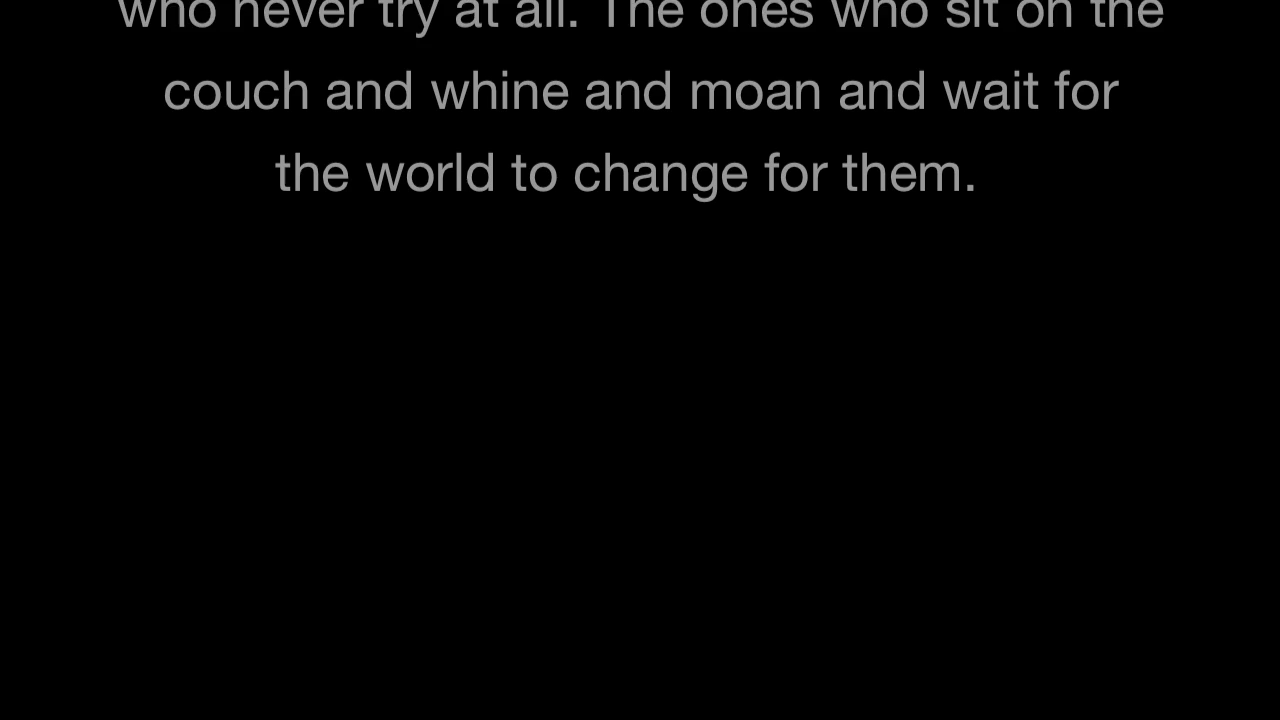 who never try at all. The ones who sit on the
couch and whine and moan and wait for
the world to change for them.